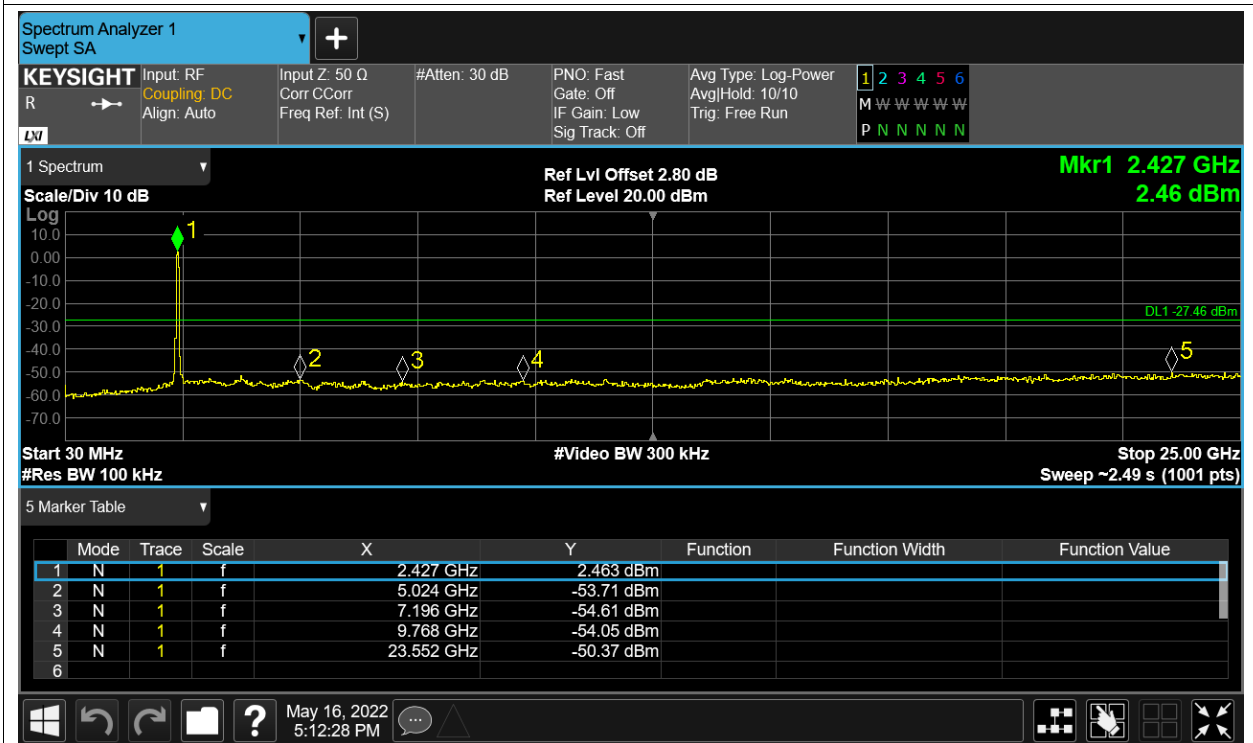 Spectrum Analyzer 1
Swept SA
KEYSIGHT
R
LXI
Input: RF
Coupling: DC
Align: Auto
Input Z: 50 Ω
Corr CCorr
Freq Ref: Int (S)
#Atten: 30 dB
PNO: Fast
Gate: Off
IF Gain: Low
Sig Track: Off
Avg Type: Log-Power
Avg|Hold: 10/10
Trig: Free Run
1 2 3 4 5 6
M W W W W W
P N N N N N
1 Spectrum
Scale/Div 10 dB
Ref Lvl Offset 2.80 dB
Ref Level 20.00 dBm
Mkr1 2.427 GHz
2.46 dBm
Log
10.0
0.00
-10.0
-20.0
-30.0
-40.0
-50.0
-60.0
-70.0
1
DL1 -27.46 dBm
2
3
4
5
Start 30 MHz
#Video BW 300 kHz
Stop 25.00 GHz
#Res BW 100 kHz
Sweep ~2.49 s (1001 pts)
5 Marker Table
Mode Trace Scale X Y Function Function Width Function Value
1 N 1 f 2.427 GHz 2.463 dBm
2 N 1 f 5.024 GHz -53.71 dBm
3 N 1 f 7.196 GHz -54.61 dBm
4 N 1 f 9.768 GHz -54.05 dBm
5 N 1 f 23.552 GHz -50.37 dBm
6
?
May 16, 2022
5:12:28 PM